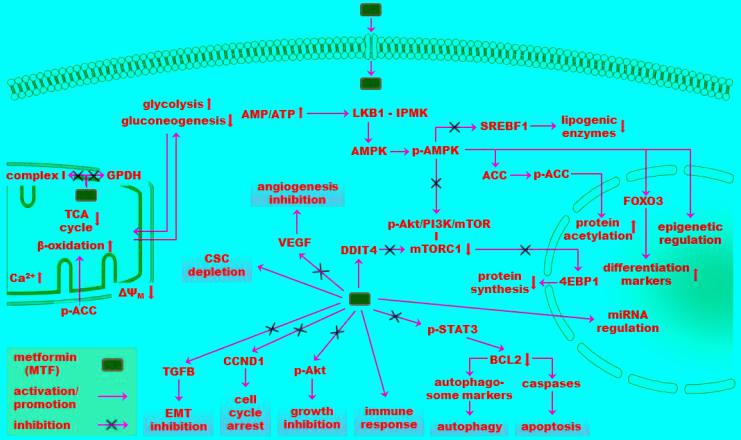 glycolysis
gluconeogenesis
AMP/ATP
LKB1 - IPMK
SREBF1
lipogenic
enzymes
AMPK
p-AMPK
complex I
GPDH
ACC
p-ACC
angiogenesis
inhibition
FOXO3
TCA
cycle
β-oxidation
p-Akt/PI3K/mTOR
protein
acetylation
epigenetic
regulation
VEGF
DDIT4
mTORC1
CSC
depletion
Ca²⁺
ΔΨM
protein
synthesis
4EBP1
differentiation
markers
p-ACC
miRNA
regulation
p-STAT3
metformin
(MTF)
TGFB
CCND1
p-Akt
BCL2
activation/
promotion
autophago-
some markers
caspases
inhibition
EMT
inhibition
cell
cycle
arrest
growth
inhibition
immune
response
autophagy
apoptosis